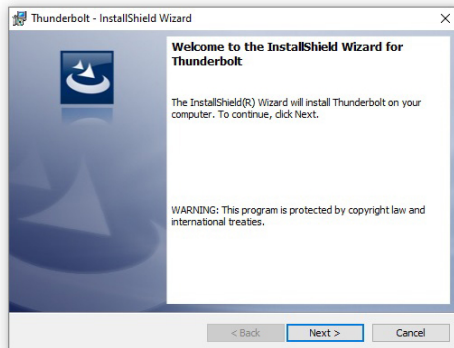 Thunderbolt - InstallShield Wizard
Welcome to the InstallShield Wizard for
Thunderbolt
The InstallShield(R) Wizard will install Thunderbolt on your
computer. To continue, click Next.
WARNING: This program is protected by copyright law and
international treaties.
< Back
Next >
Cancel